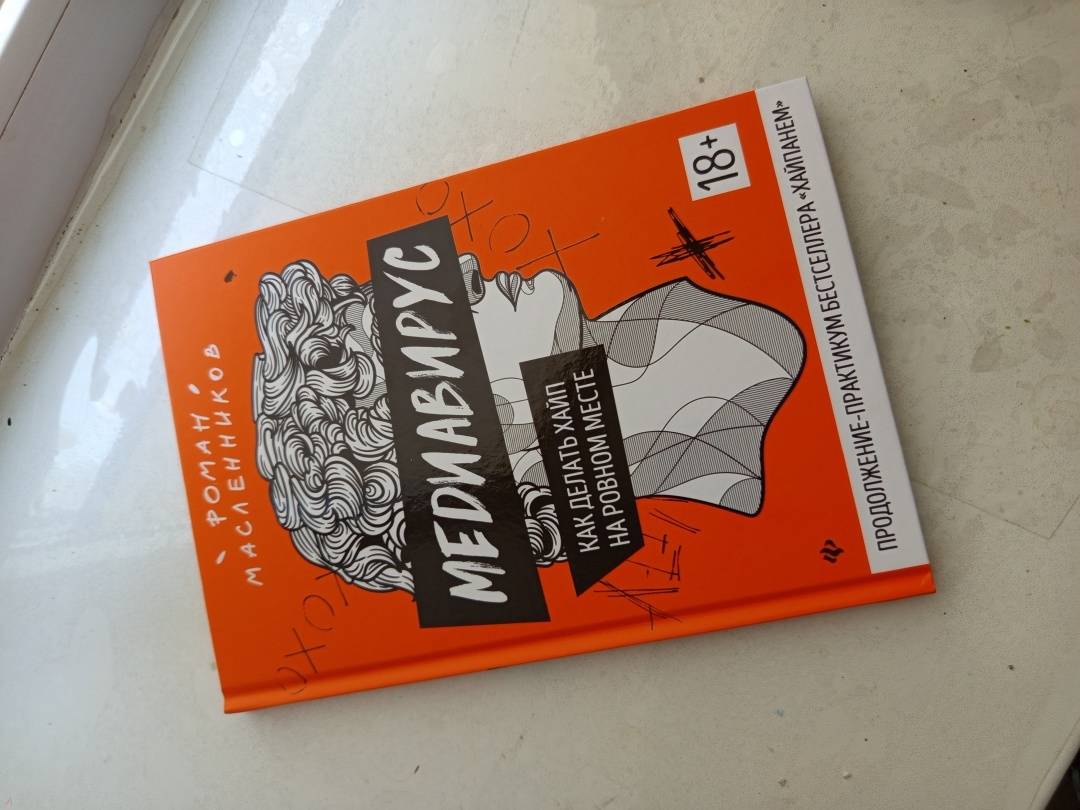 РОМАН
МАСЛЕННИКОВ
МЕДИАВИРУС
КАК ДЕЛАТЬ ХАЙП
НА РОВНОМ МЕСТЕ
18+
ПРОДОЛЖЕНИЕ-ПРАКТИКУМ БЕСТСЕЛЛЕРА «ХАЙПАНЕМ»